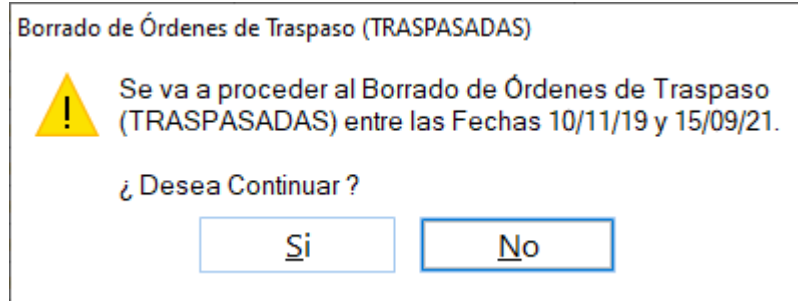 Borrado de Órdenes de Traspaso (TRASPASADAS)
Se va a proceder al Borrado de Órdenes de Traspaso
(TRASPASADAS) entre las Fechas 10/11/19 y 15/09/21.
¿ Desea Continuar ?
Si
No